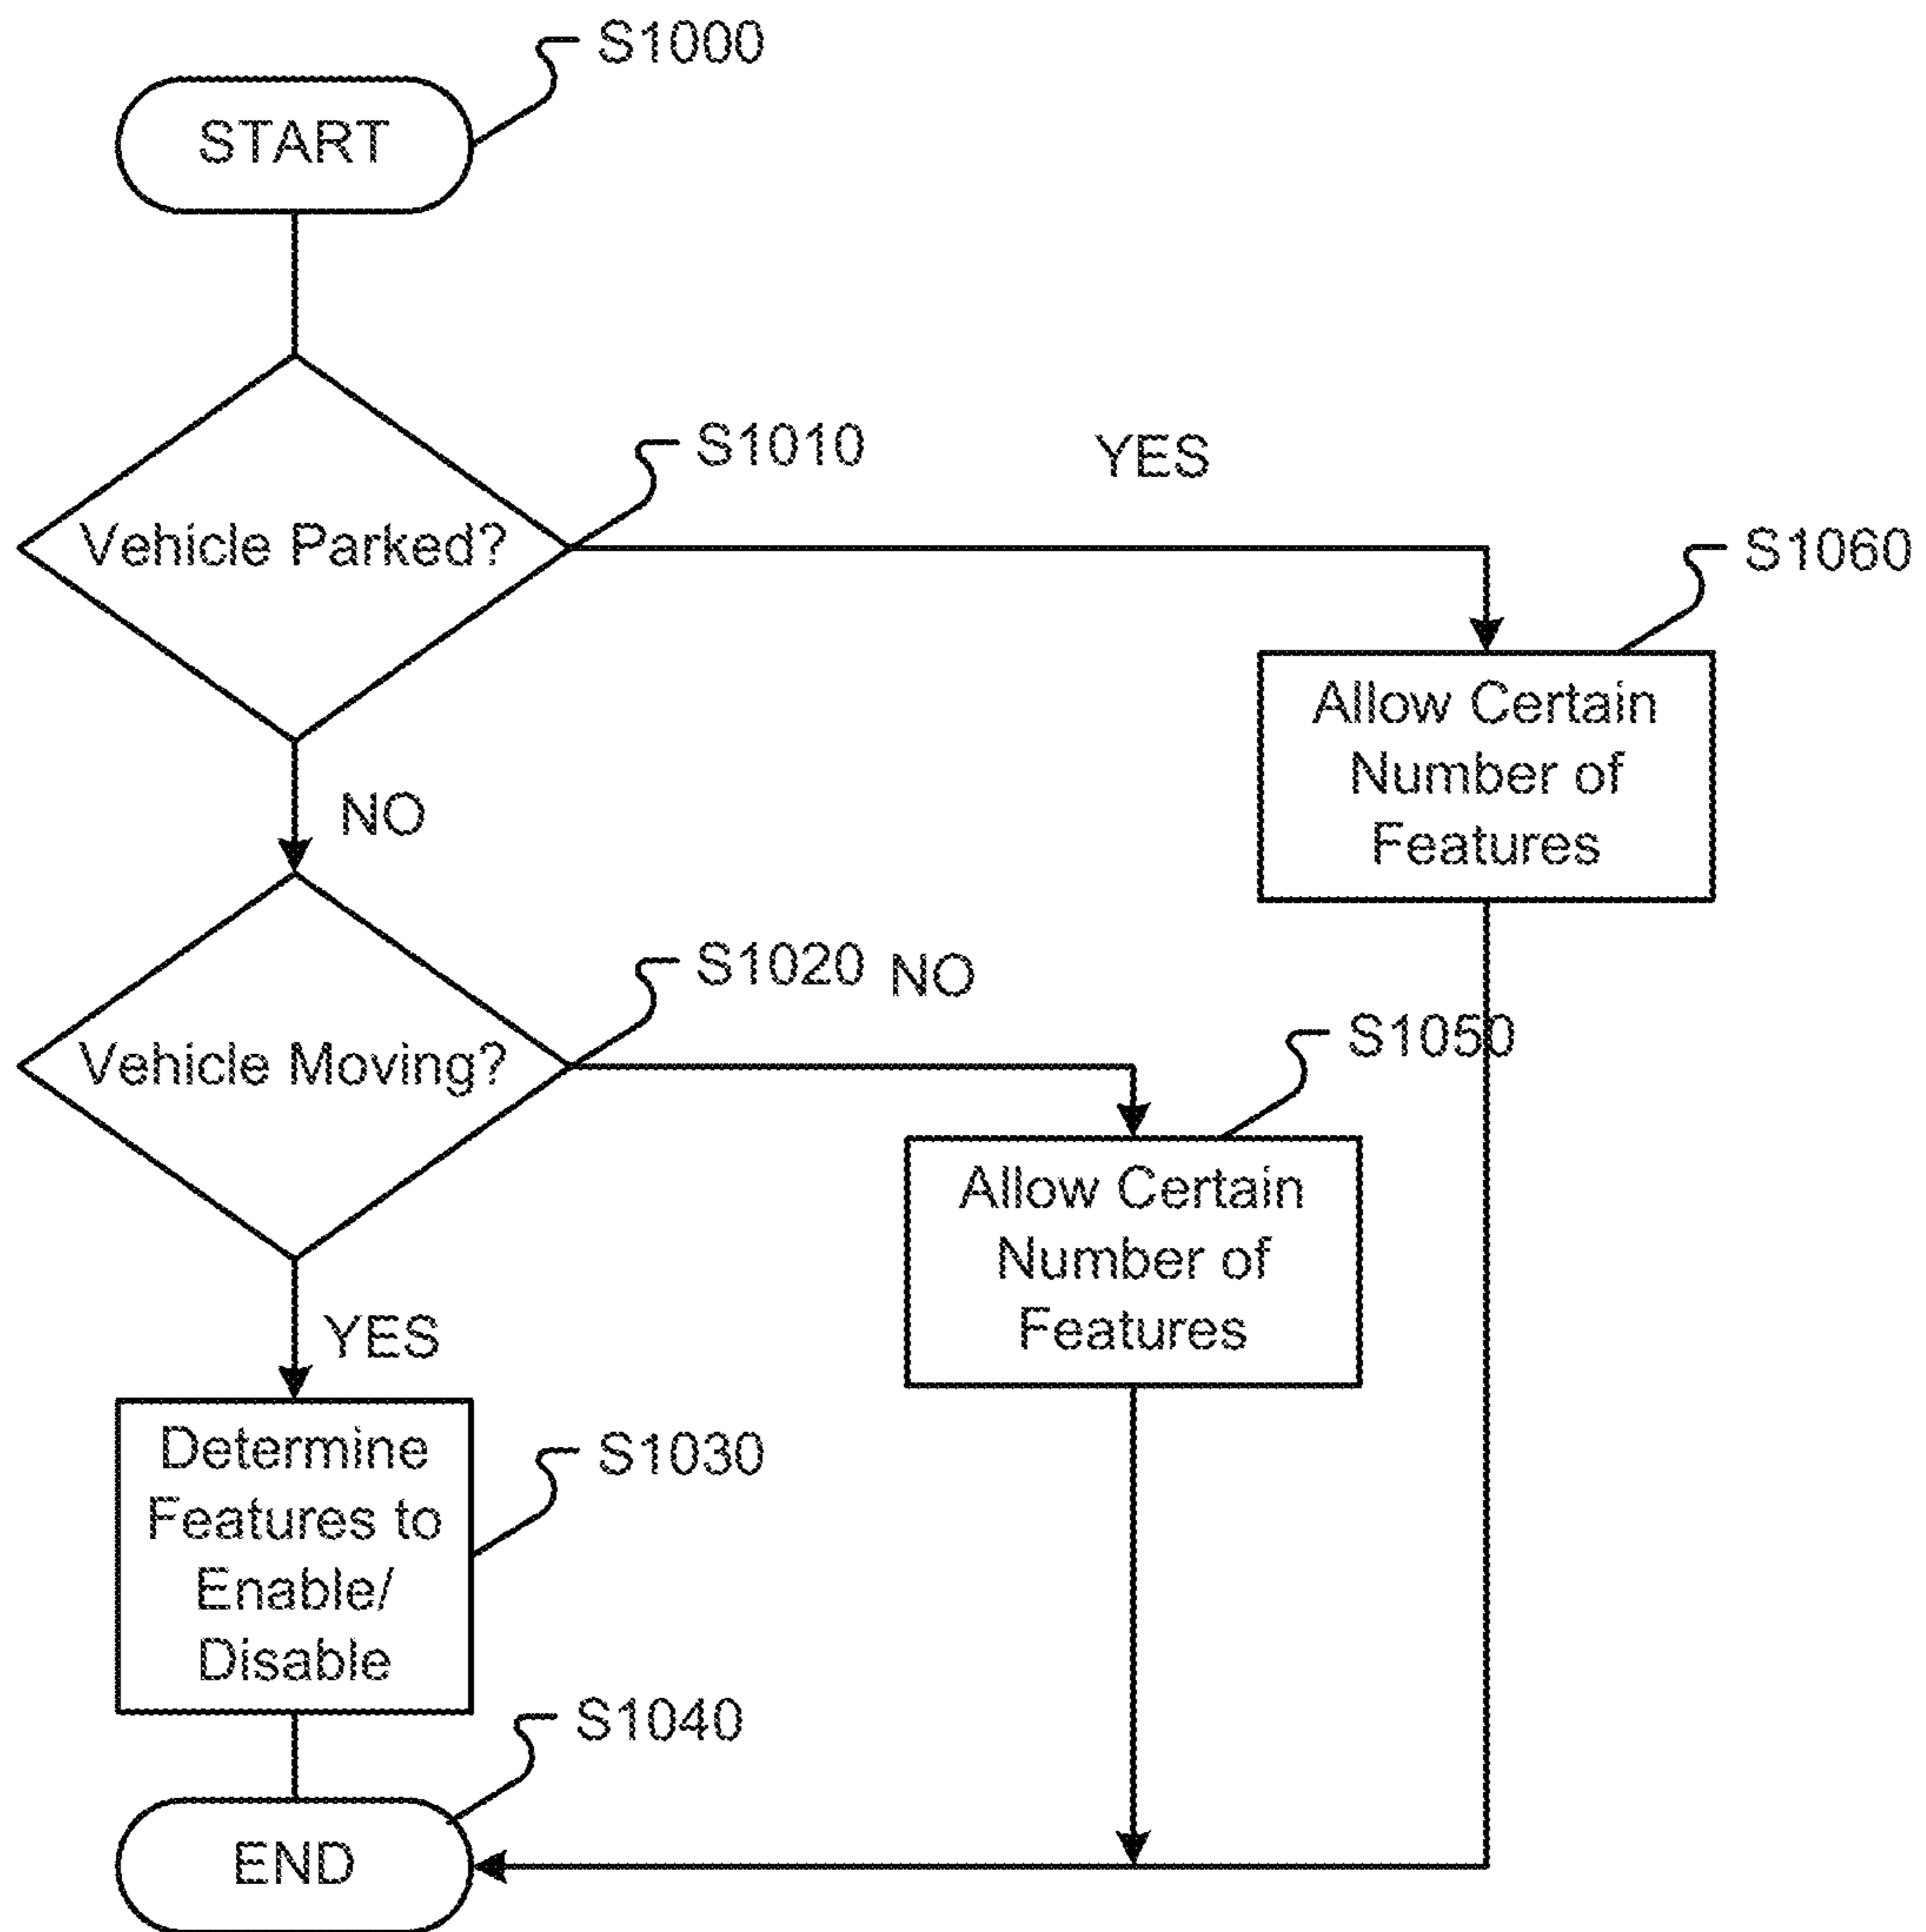 S1000
START
S1010
YES
Vehicle Parked?
S1060
Allow Certain
Number of
Features
NO
S1020
NO
S1050
Vehicle Moving?
Allow Certain
Number of
Features
YES
Determine
Features to
Enable/
Disable
S1030
S1040
END